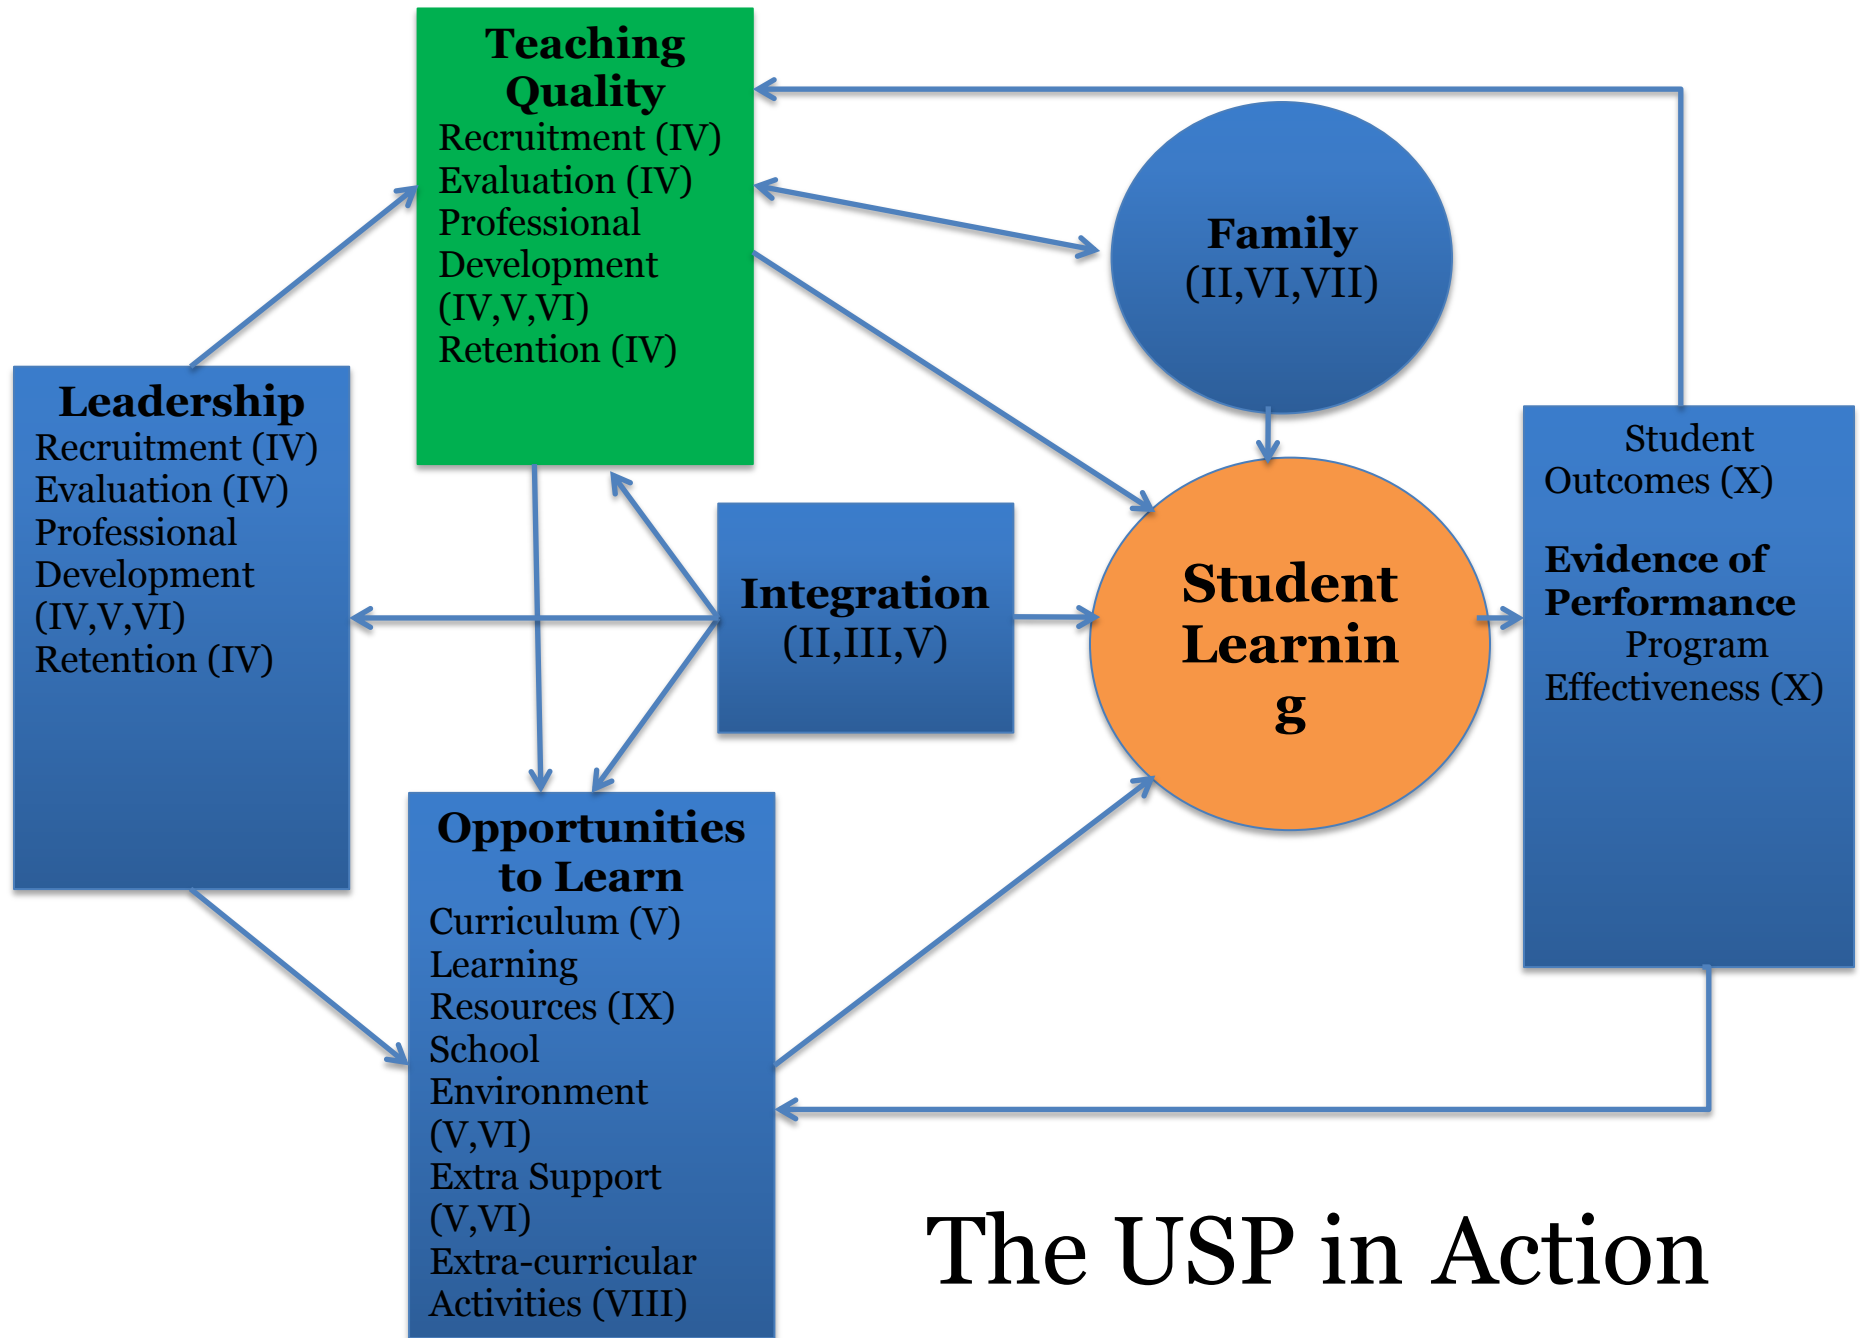 Teaching
Quality
Recruitment (IV)
Evaluation (IV)
Professional
Development
(IV,V,VI)
Retention (IV)
Family
(II,VI,VII)
Leadership
Recruitment (IV)
Evaluation (IV)
Professional
Development
(IV,V,VI)
Retention (IV)
Integration
(II,III,V)
Student
Learnin
g
Student
Outcomes (X)
Evidence of
Performance
Program
Effectiveness (X)
Opportunities
to Learn
Curriculum (V)
Learning
Resources (IX)
School
Environment
(V,VI)
Extra Support
(V,VI)
Extra-curricular
Activities (VIII)
The USP in Action